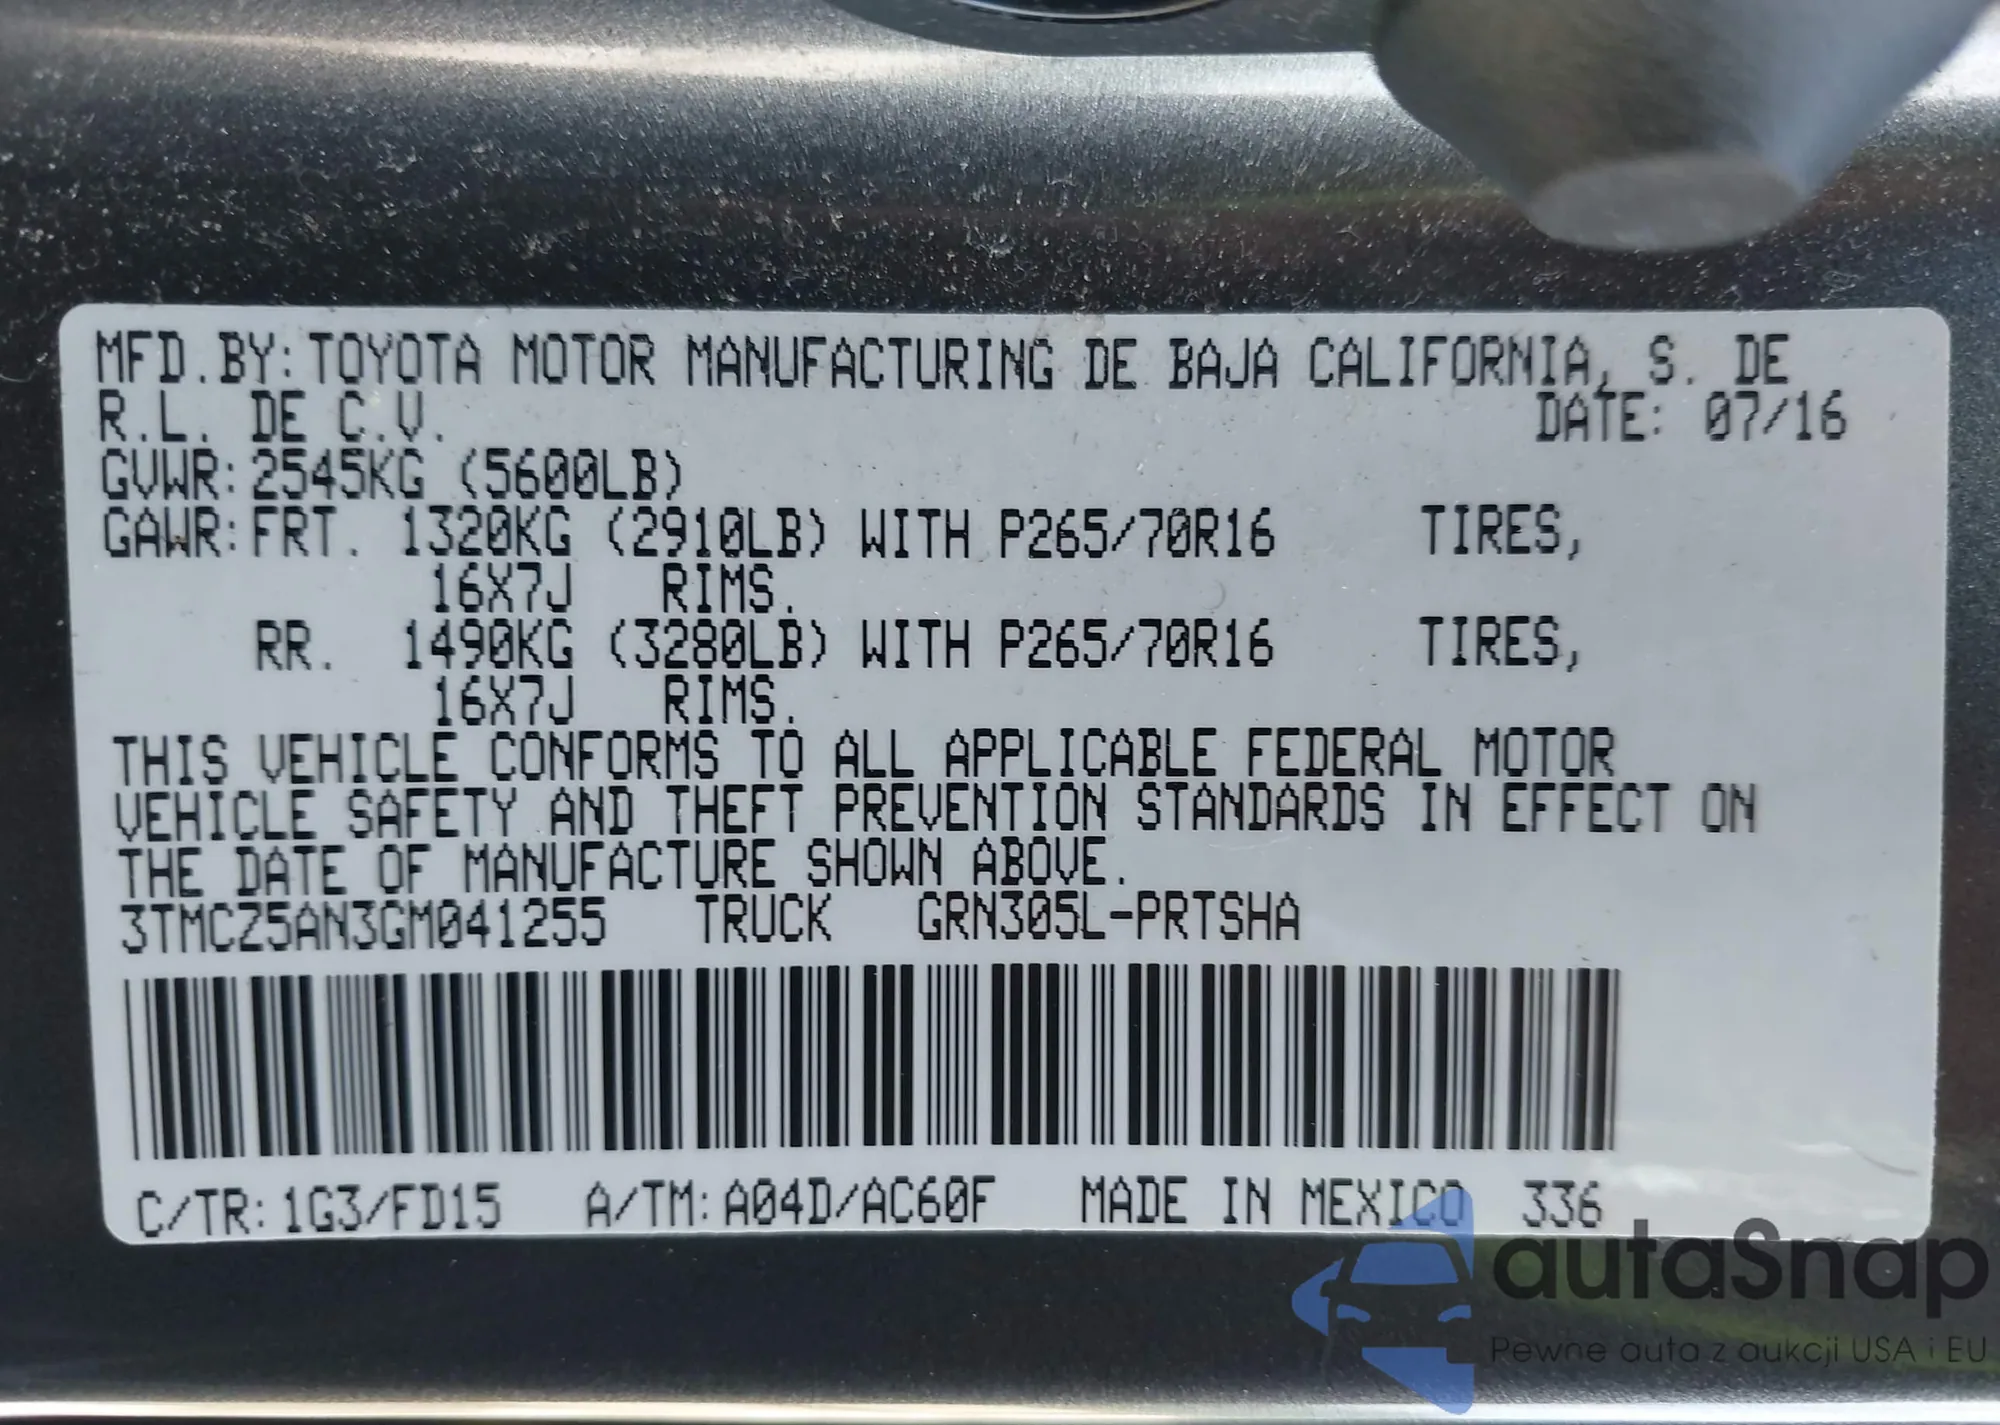 MFD.BY:TOYOTA MOTOR MANUFACTURING DE BAJA CALIFORNIA, S. DE
R.L. DE C.V. DATE: 07/16
GVWR:2545KG (5600LB)
GAWR:FRT. 1320KG (2910LB) WITH P265/70R16 TIRES,
16X7J RIMS.
RR. 1490KG (3280LB) WITH P265/70R16 TIRES,
16X7J RIMS.
THIS VEHICLE CONFORMS TO ALL APPLICABLE FEDERAL MOTOR
VEHICLE SAFETY AND THEFT PREVENTION STANDARDS IN EFFECT ON
THE DATE OF MANUFACTURE SHOWN ABOVE.
3TMCZ5AN3GM041255 TRUCK GRN305L-PRTSHA
C/TR:1G3/FD15 A/TM:A04D/AC60F MADE IN MEXICO 336
autaSnap
Pewne auta z aukcji USA i EU